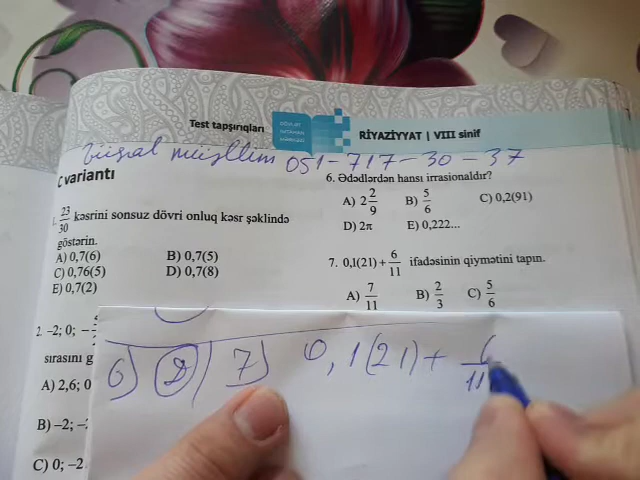 Test tapşırıqları
RİYAZİYYAT | VIII sinif
müəllim 051-717-30-37
C variantı
1. 23/30 kəsrini sonsuz dövri onluq kəsr şəklində
göstərin.
A) 0,7(6) B) 0,7(5)
C) 0,76(5) D) 0,7(8)
E) 0,7(2)
2. -2; 0; -
sırasını
A) 2,6; 0
B) -2; -
C) 0; -2
6. Ədədlərdən hansı irrasionaldır?
A) 2 2/9 B) 5/6 C) 0,2(91)
D) 2π E) 0,222...
7. 0,1(21) + 6/11 ifadəsinin qiymətini tapın.
A) 7/11 B) 2/3 C) 5/6
6) 7) 0,1(21) + 6/11